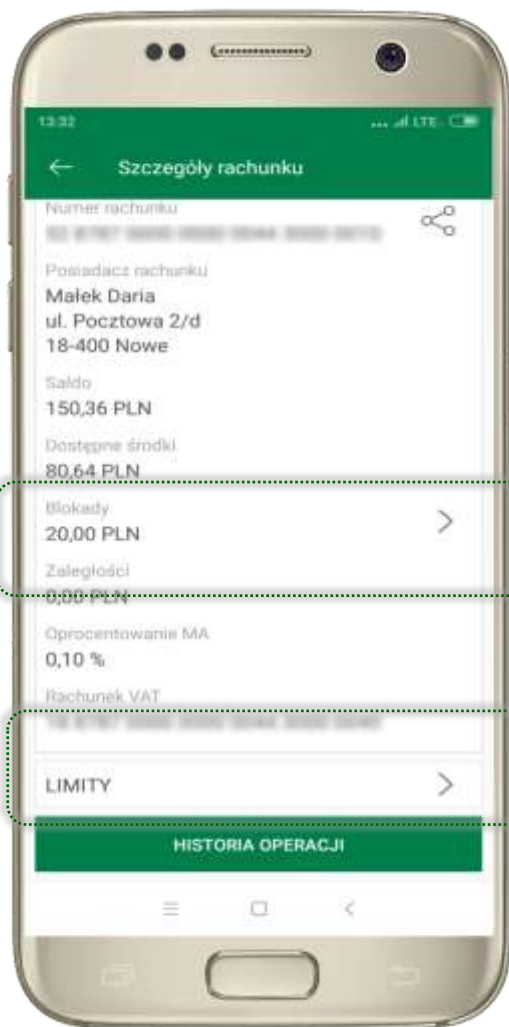 13:32
LTE
Szczegóły rachunku
Numer rachunku
Posiadacz rachunku
Małek Daria
ul. Pocztowa 2/d
18-400 Nowe
Saldo
150,36 PLN
Dostępne środki
80,64 PLN
Blokady
20,00 PLN
Zaległości
0,00 PLN
Oprocentowanie MA
0,10 %
Rachunek VAT
LIMITY
HISTORIA OPERACJI